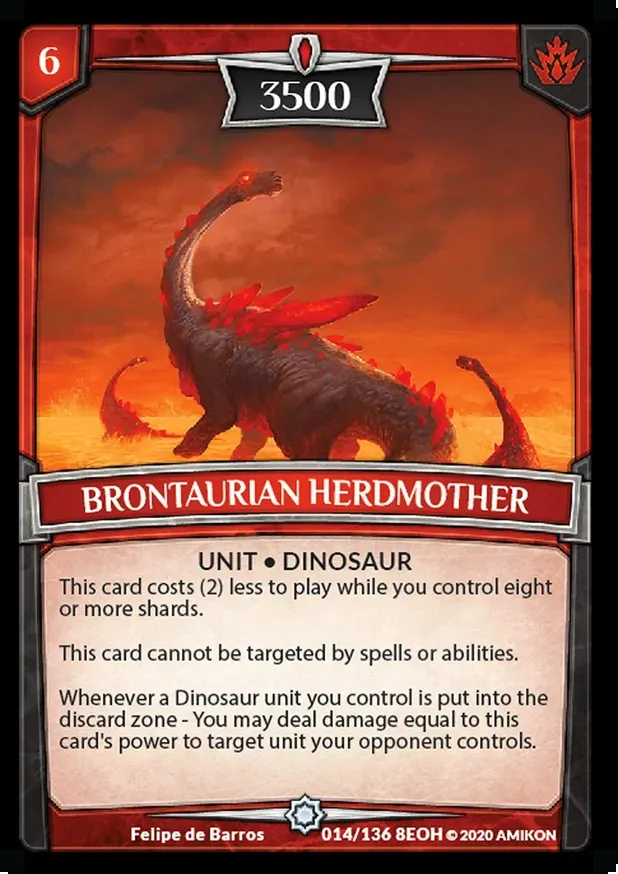 6
3500
BRONTAURIAN HERDMOTHER
UNIT • DINOSAUR
This card costs (2) less to play while you control eight
or more shards.
This card cannot be targeted by spells or abilities.
Whenever a Dinosaur unit you control is put into the
discard zone - You may deal damage equal to this
card's power to target unit your opponent controls.
Felipe de Barros 014/136 8EOH © 2020 AMIKON